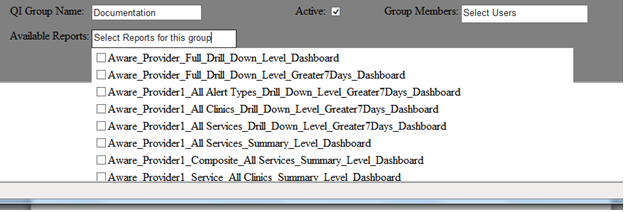 QI Group Name: Documentation Active: Group Members: Select Users
Available Reports: Select Reports for this group
Aware_Provider_Full_Drill_Down_Level_Dashboard
Aware_Provider_Full_Drill_Down_Level_Greater7Days_Dashboard
Aware_Provider1_All Alert Types_Drill_Down_Level_Greater7Days_Dashboard
Aware_Provider1_All Clinics_Drill_Down_Level_Greater7Days_Dashboard
Aware_Provider1_All Services_Drill_Down_Level_Greater7Days_Dashboard
Aware_Provider1_All Services_Summary_Level_Dashboard
Aware_Provider1_Composite_All Services_Summary_Level_Dashboard
Aware_Provider1_Service_All Clinics_Summary_Level_Dashboard